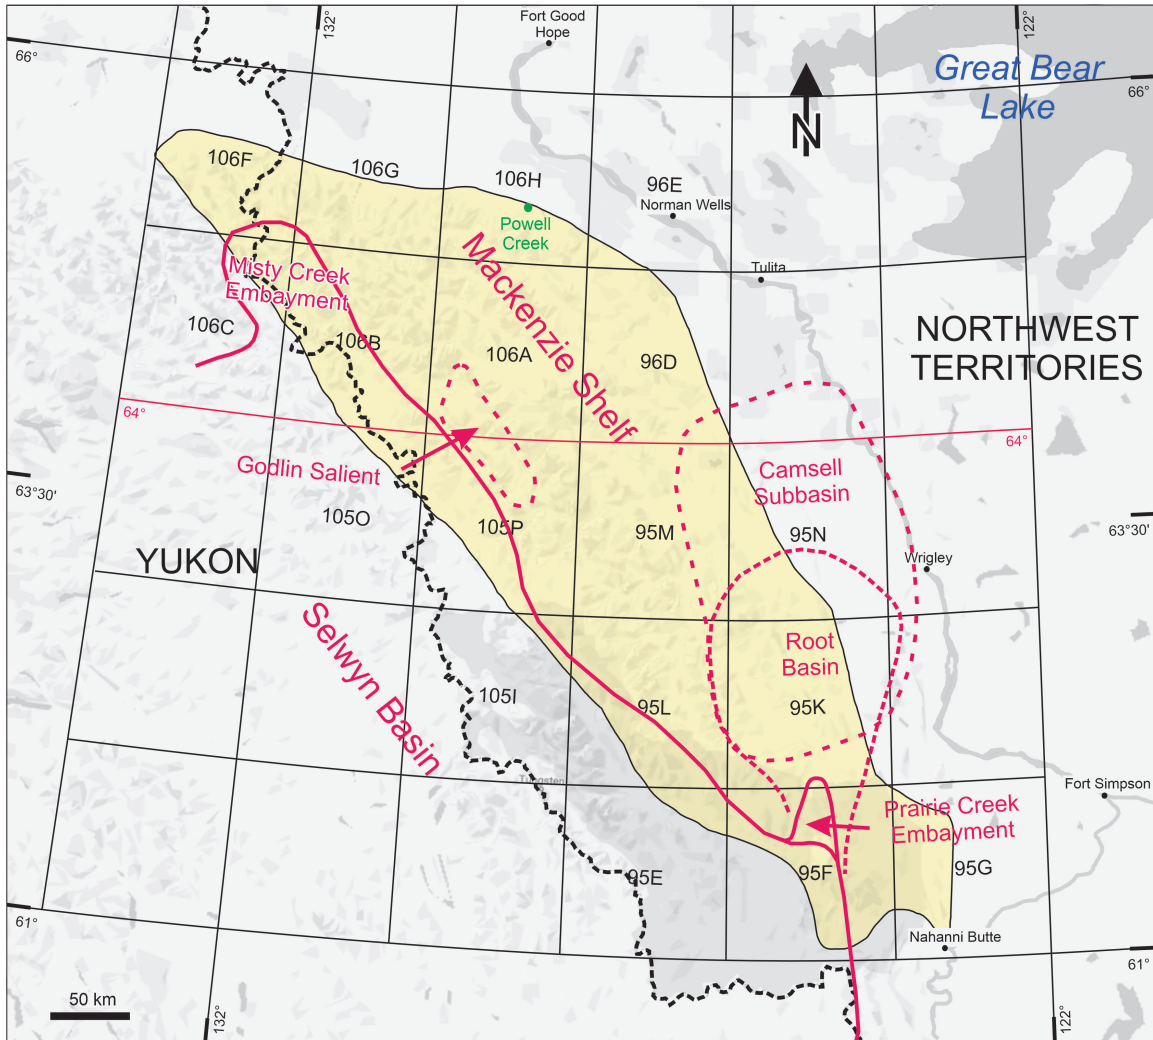 132°
122°
Fort Good
Hope
66°
Great Bear
Lake
66°
N
106F
106G
106H
96E
Norman Wells
Powell
Creek
Tulita
Misty Creek
Embayment
Mackenzie Shelf
106C
106B
106A
96D
NORTHWEST
TERRITORIES
64°
64°
Godlin Salient
Camsell
Subbasin
63°30'
63°30'
105O
105P
95M
95N
YUKON
Wrigley
Selwyn Basin
Root
Basin
105I
95L
95K
Tungsten
Fort Simpson
Prairie Creek
Embayment
95E
95F
95G
61°
Nahanni Butte
61°
50 km
132°
122°